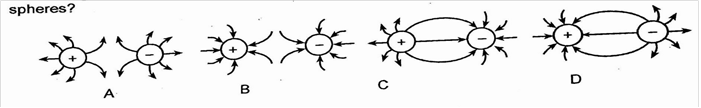 spheres?
+ − + − + − + −
A B C D